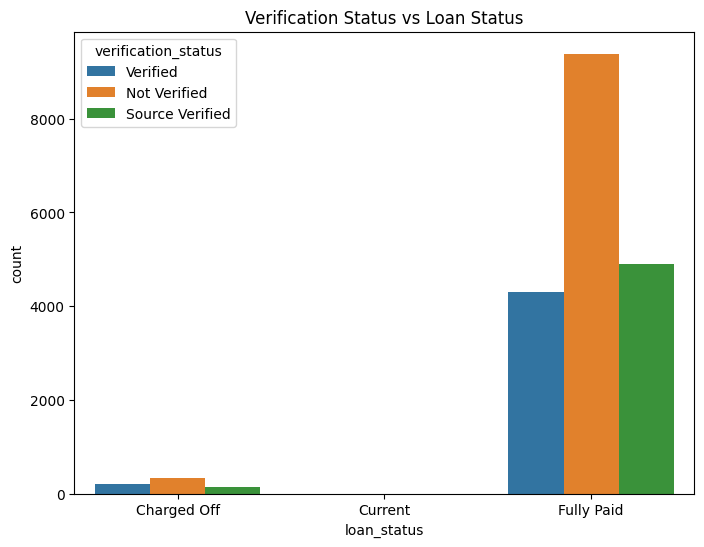 Verification Status vs Loan Status
verification_status
Verified
Not Verified
Source Verified
8000
6000
4000
2000
0
count
Charged Off
Current
Fully Paid
loan_status